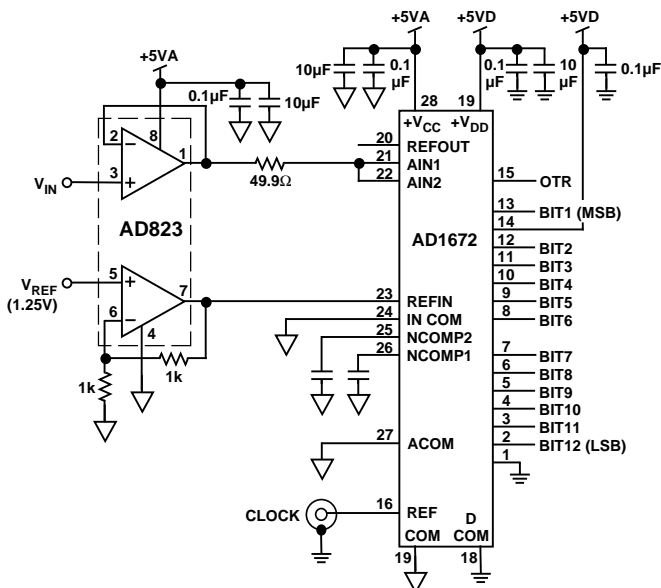 +5VA
+5VD
+5VD
10µF
0.1
µF
0.1
µF
10
µF
0.1µF
+5VA
0.1µF
10µF
28
19
+VCC
+VDD
2
8
1
3
VIN
49.9Ω
20
REFOUT
21
AIN1
22
AIN2
15
OTR
13
BIT1 (MSB)
14
AD823
AD1672
12
BIT2
11
BIT3
10
BIT4
9
BIT5
8
BIT6
VREF
(1.25V)
5
7
6
4
1k
1k
23
REFIN
24
IN COM
25
NCOMP2
26
NCOMP1
7
BIT7
6
BIT8
5
BIT9
4
BIT10
3
BIT11
2
BIT12 (LSB)
1
27
ACOM
CLOCK
16
REF
COM
D
COM
19
18